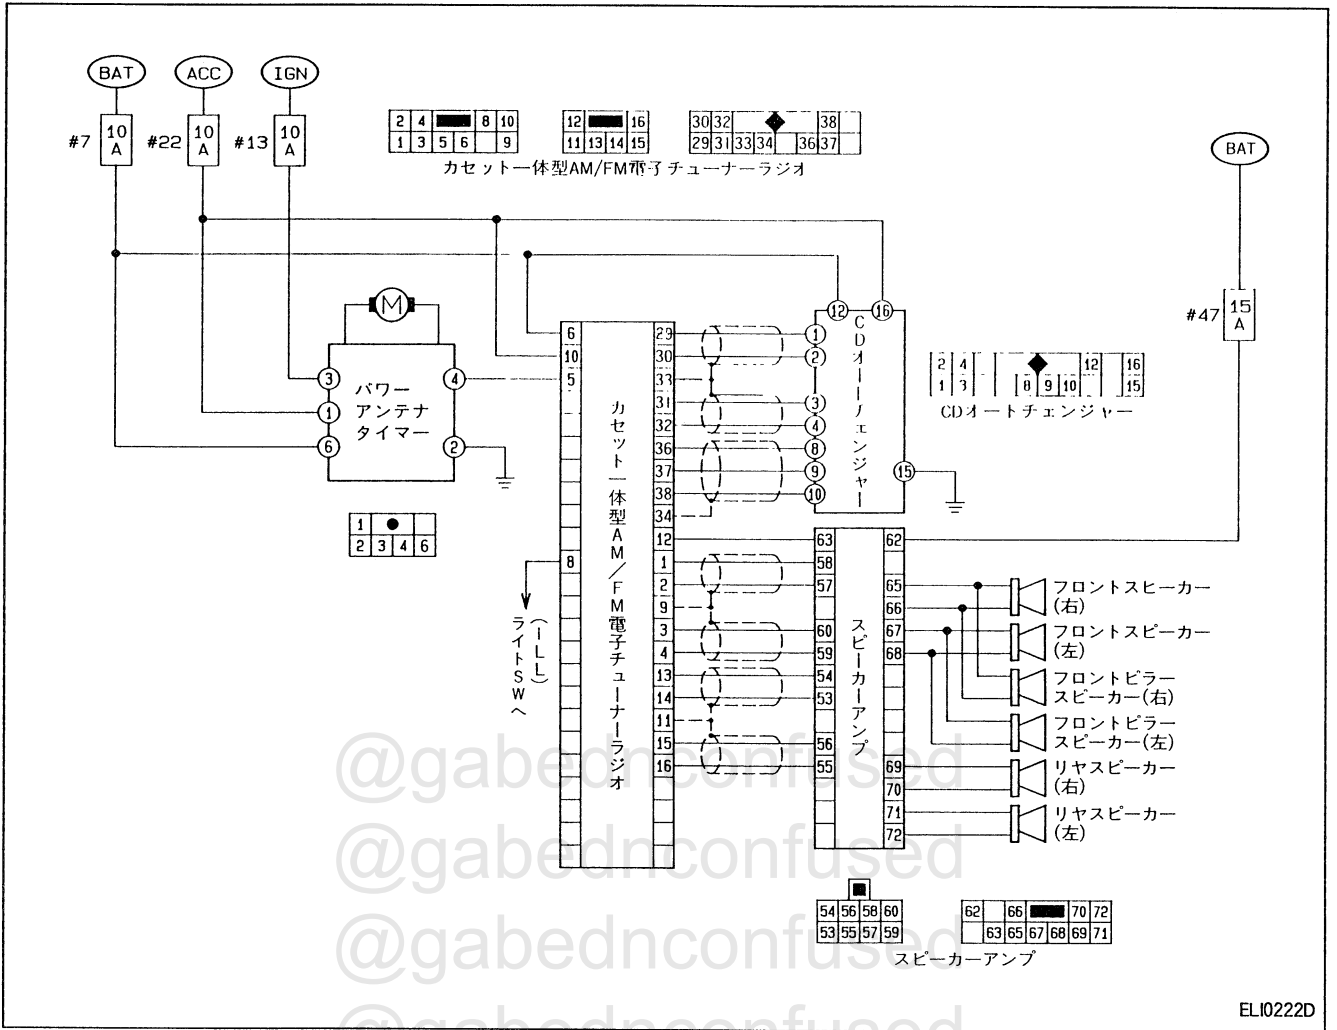 BAT ACC IGN
#7 10A #22 10A #13 10A
2 4 8 10
1 3 5 6 9
12 16
11 13 14 15
30 32 38
29 31 33 34 36 37
カセット一体型AM/FM電子チューナーラジオ
BAT
#47 15A
M
3 4
1
6 2
パワー
アンテナ
タイマー
1
2 3 4 6
6
10
5
8
ライトSWへ
(ILL)
カセット一体型AM/FM電子チューナーラジオ
29
30
33
31
32
36
37
38
34
12
1
2
9
3
4
13
14
11
15
16
12 16
1
2
3
4
8
9
10
15
CDオートチェンジャー
2 4 12 16
1 3 8 9 10 15
CDオートチェンジャー
63
58
57
60
59
54
53
56
55
スピーカーアンプ
62
65
66
67
68
69
70
71
72
フロントスピーカー
(右)
フロントスピーカー
(左)
フロントピラー
スピーカー(右)
フロントピラー
スピーカー(左)
リヤスピーカー
(右)
リヤスピーカー
(左)
54 56 58 60
53 55 57 59
62 66 70 72
63 65 67 68 69 71
スピーカーアンプ
@gabednconfused
@gabednconfused
@gabednconfused
@gabednconfused
ELI0222D